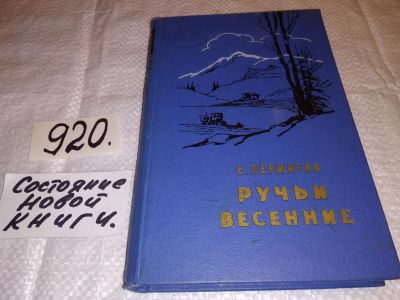 920.
Состояние
новой
книги.
Е. ПЕРМИТИН
РУЧЬИ
ВЕСЕННИЕ